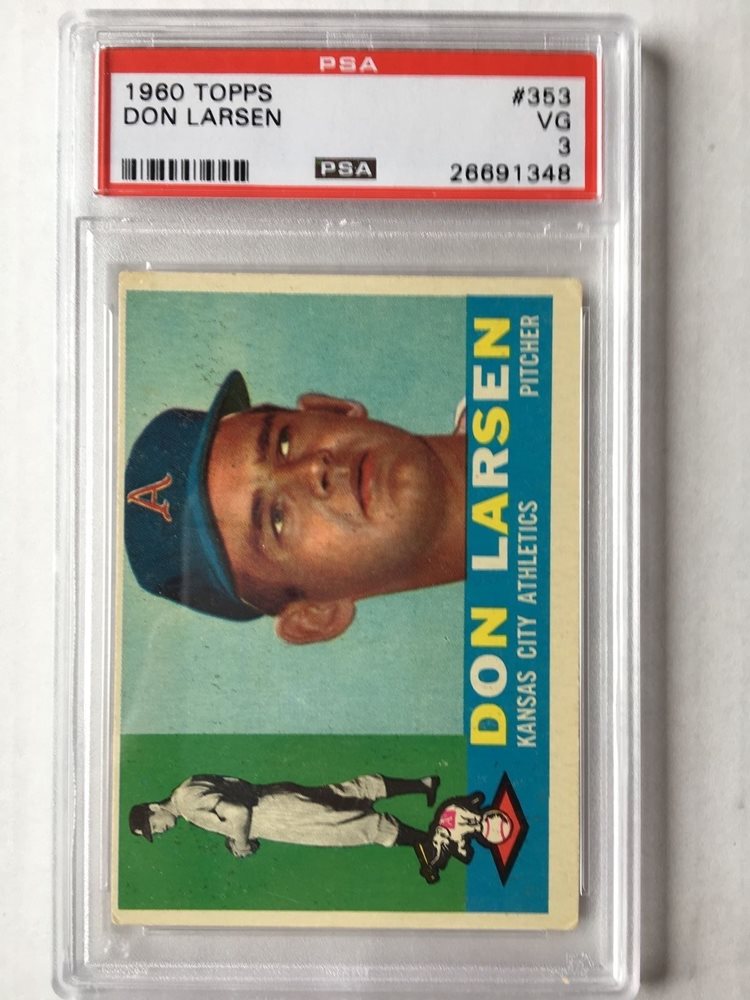 PSA
1960 TOPPS #353
DON LARSEN VG
3
PSA 26691348
A
DON LARSEN
KANSAS CITY ATHLETICS PITCHER
A